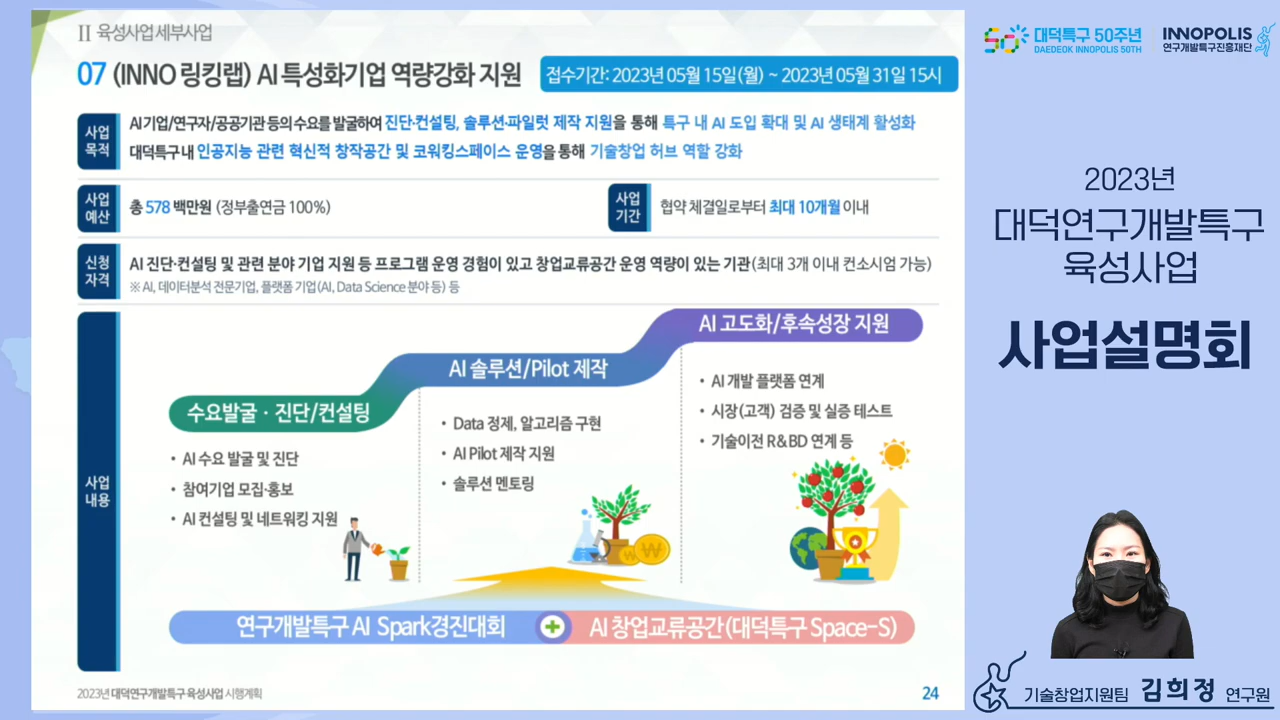 II 육성사업 세부사업
07 (INNO 링킹랩) AI 특성화기업 역량강화 지원
접수기간: 2023년 05월 15일(월) ~ 2023년 05월 31일 15시
사업 목적
AI 기업/연구자/공공기관 등의 수요를 발굴하여 진단·컨설팅, 솔루션·파일럿 제작 지원을 통해 특구 내 AI 도입 확대 및 AI 생태계 활성화
대덕특구 내 인공지능 관련 혁신적 창작공간 및 코워킹스페이스 운영을 통해 기술창업 허브 역할 강화
사업 예산
총 578 백만원 (정부출연금 100%)
사업 기간
협약 체결일로부터 최대 10개월 이내
신청 자격
AI 진단·컨설팅 및 관련 분야 기업 지원 등 프로그램 운영 경험이 있고 창업교류공간 운영 역량이 있는 기관(최대 3개 이내 컨소시엄 가능)
※ AI, 데이터분석 전문기업, 플랫폼 기업(AI, Data Science 분야 등) 등
사업 내용
수요발굴 · 진단/컨설팅
• AI 수요 발굴 및 진단
• 참여기업 모집·홍보
• AI 컨설팅 및 네트워킹 지원
AI 솔루션/Pilot 제작
• Data 정제, 알고리즘 구현
• AI Pilot 제작 지원
• 솔루션 멘토링
AI 고도화/후속성장 지원
• AI 개발 플랫폼 연계
• 시장(고객) 검증 및 실증 테스트
• 기술이전 R&BD 연계 등
연구개발특구 AI Spark경진대회
AI 창업교류공간(대덕특구 Space-S)
2023년 대덕연구개발특구 육성사업 시행계획
24
50 대덕특구 50주년
DAEDEOK INNOPOLIS 50TH
INNOPOLIS
연구개발특구진흥재단
2023년
대덕연구개발특구
육성사업
사업설명회
기술창업지원팀 김희정 연구원